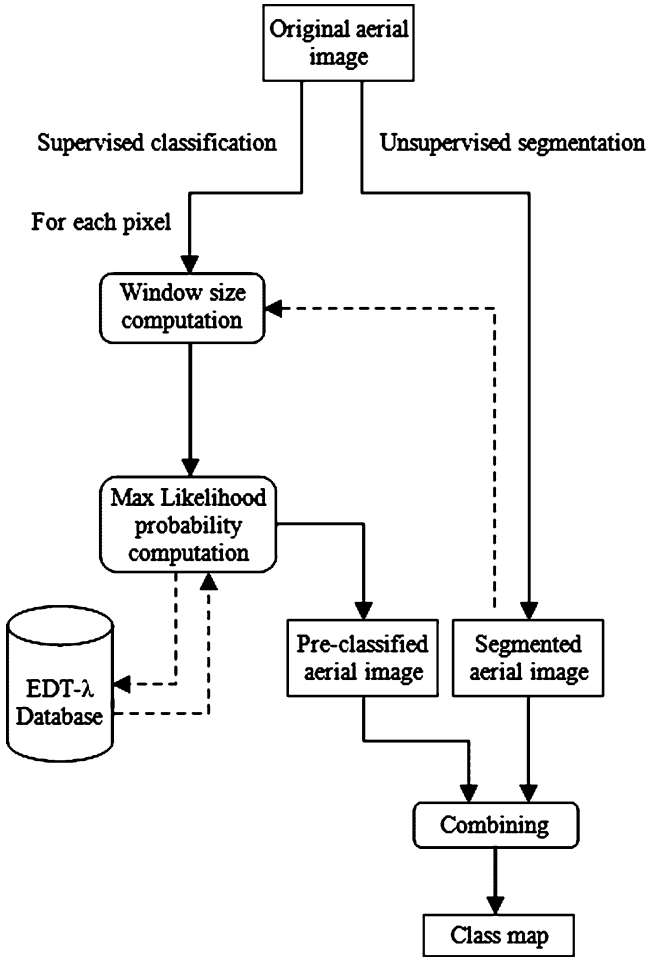 Original aerial
image
Supervised classification
Unsupervised segmentation
For each pixel
Window size
computation
Max Likelihood
probability
computation
EDT-λ
Database
Pre-classified
aerial image
Segmented
aerial image
Combining
Class map